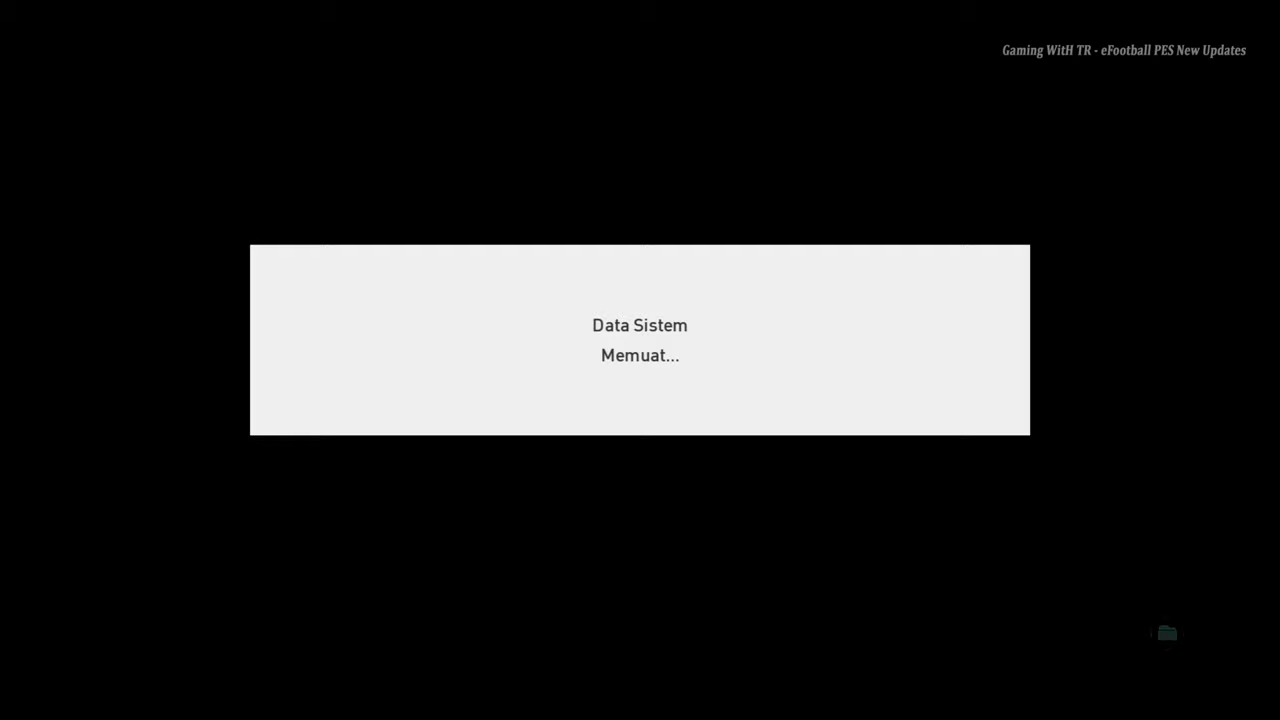 Gaming WitH TR - eFootball PES New Updates
Data Sistem
Memuat...